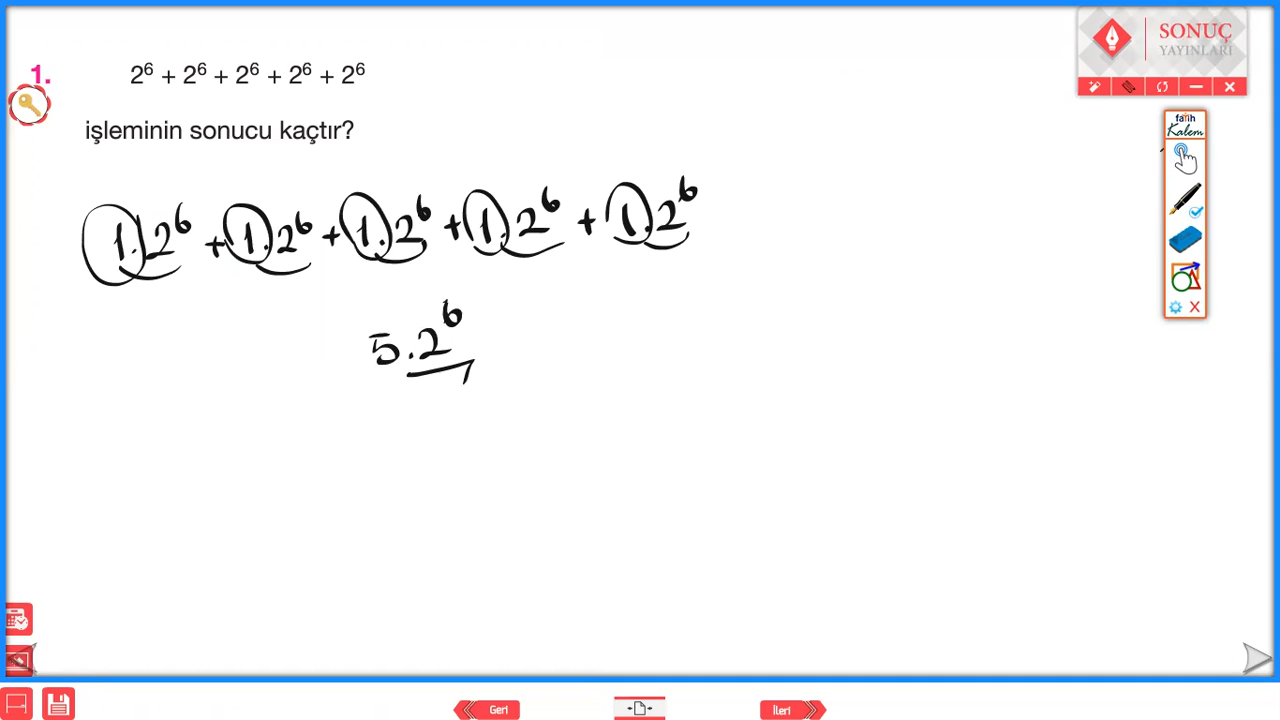 SONUÇ
YAYINLARI
1. 2⁶ + 2⁶ + 2⁶ + 2⁶ + 2⁶
işleminin sonucu kaçtır?
fatih
Kalem
1.2⁶ + 1.2⁶ + 1.2⁶ + 1.2⁶ + 1.2⁶
5.2⁶
Geri
İleri